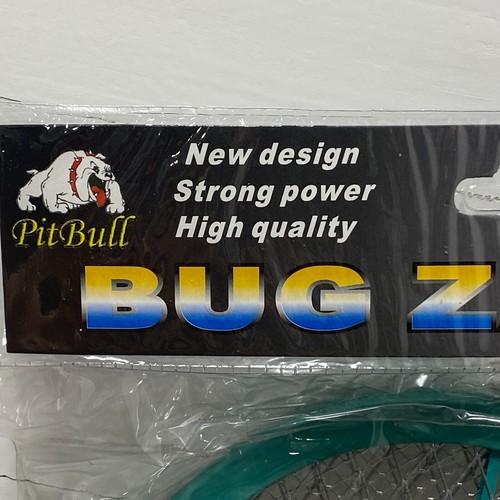 New design
Strong power
High quality
PitBull
BUG Z